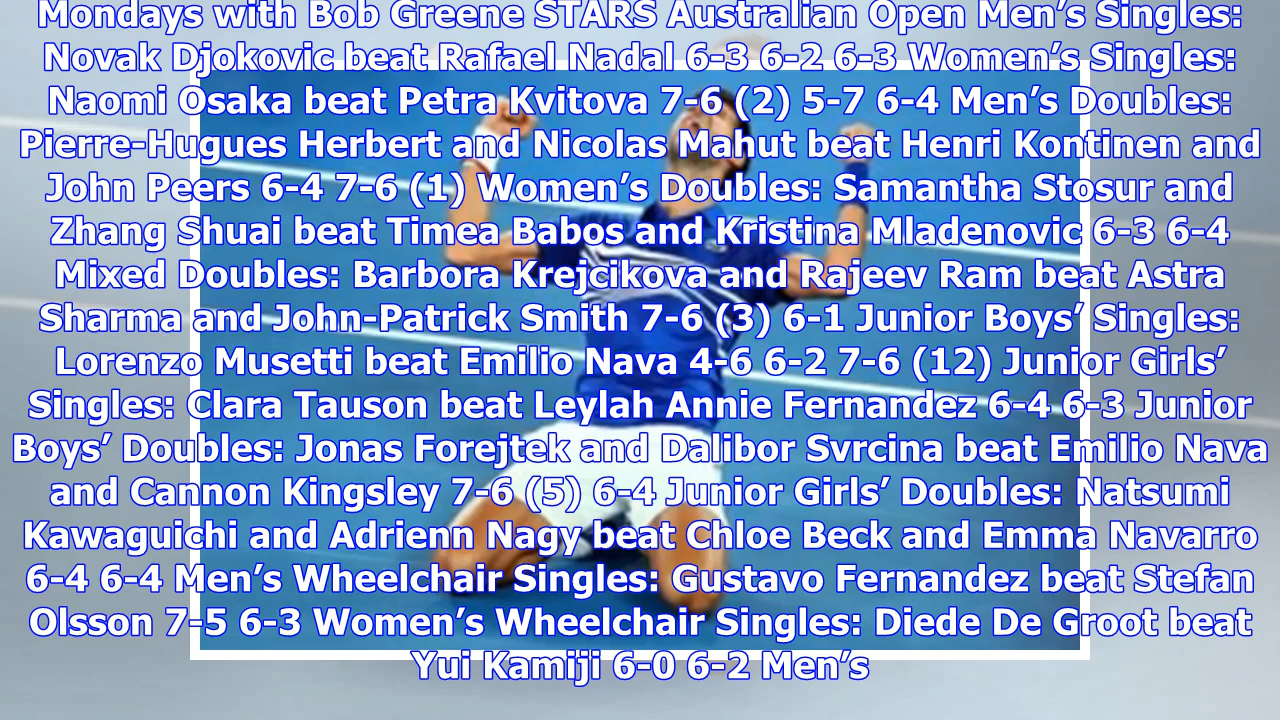 Mondays with Bob Greene STARS Australian Open Men’s Singles:
Novak Djokovic beat Rafael Nadal 6-3 6-2 6-3 Women’s Singles:
Naomi Osaka beat Petra Kvitova 7-6 (2) 5-7 6-4 Men’s Doubles:
Pierre-Hugues Herbert and Nicolas Mahut beat Henri Kontinen and
John Peers 6-4 7-6 (1) Women’s Doubles: Samantha Stosur and
Zhang Shuai beat Timea Babos and Kristina Mladenovic 6-3 6-4
Mixed Doubles: Barbora Krejcikova and Rajeev Ram beat Astra
Sharma and John-Patrick Smith 7-6 (3) 6-1 Junior Boys’ Singles:
Lorenzo Musetti beat Emilio Nava 4-6 6-2 7-6 (12) Junior Girls’
Singles: Clara Tauson beat Leylah Annie Fernandez 6-4 6-3 Junior
Boys’ Doubles: Jonas Forejtek and Dalibor Svrcina beat Emilio Nava
and Cannon Kingsley 7-6 (5) 6-4 Junior Girls’ Doubles: Natsumi
Kawaguichi and Adrienn Nagy beat Chloe Beck and Emma Navarro
6-4 6-4 Men’s Wheelchair Singles: Gustavo Fernandez beat Stefan
Olsson 7-5 6-3 Women’s Wheelchair Singles: Diede De Groot beat
Yui Kamiji 6-0 6-2 Men’s